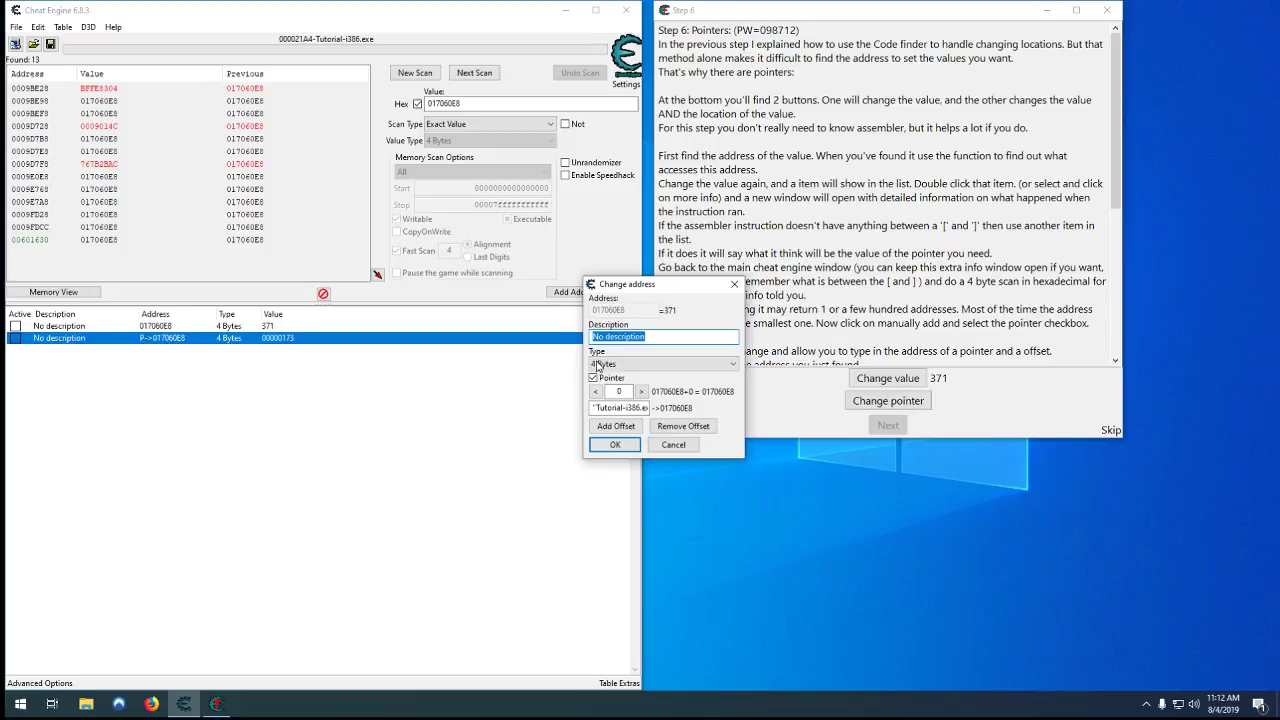 Cheat Engine 6.8.3
File Edit Table D3D Help
000021A4-Tutorial-i386.exe
Found: 13
Address Value Previous
0009BE28 BFFE8304 017060E8
0009BE98 017060E8 017060E8
0009BEF8 017060E8 017060E8
0009D728 0009014C 017060E8
0009D7B8 017060E8 017060E8
0009D7E8 017060E8 017060E8
0009D7F8 767B2BAC 017060E8
0009E0E8 017060E8 017060E8
0009E768 017060E8 017060E8
0009E7A8 017060E8 017060E8
0009FD28 017060E8 017060E8
0009FDCC 017060E8 017060E8
00601630 017060E8 017060E8
New Scan Next Scan Undo Scan
Settings
Value:
Hex 017060E8
Scan Type Exact Value Not
Value Type 4 Bytes
Memory Scan Options
All
Unrandomizer
Enable Speedhack
Start 0000000000000000
Stop 00007fffffffffff
Writable Executable
CopyOnWrite
Fast Scan 4 Alignment
Last Digits
Pause the game while scanning
Memory View
Add Add
Active Description Address Type Value
No description 017060E8 4 Bytes 371
No description P->017060E8 4 Bytes 00000173
Advanced Options Table Extras
Change address
Address:
017060E8 =371
Description
No description
Type
4 Bytes
Pointer
< 0 > 017060E8+0 = 017060E8
"Tutorial-i386.e ->017060E8
Add Offset Remove Offset
OK Cancel
Step 6
Step 6: Pointers: (PW=098712)
In the previous step I explained how to use the Code finder to handle changing locations. But that
method alone makes it difficult to find the address to set the values you want.
That's why there are pointers:
At the bottom you'll find 2 buttons. One will change the value, and the other changes the value
AND the location of the value.
For this step you don't really need to know assembler, but it helps a lot if you do.
First find the address of the value. When you've found it use the function to find out what
accesses this address.
Change the value again, and a item will show in the list. Double click that item. (or select and click
on more info) and a new window will open with detailed information on what happened when
the instruction ran.
If the assembler instruction doesn't have anything between a '[' and ']' then use another item in
the list.
If it does it will say what it think will be the value of the pointer you need.
Go back to the main cheat engine window (you can keep this extra info window open if you want,
emember what is between the [ and ] ) and do a 4 byte scan in hexadecimal for
nfo told you.
ng it may return 1 or a few hundred addresses. Most of the time the address
e smallest one. Now click on manually add and select the pointer checkbox.
ange and allow you to type in the address of a pointer and a offset.
Change value 371
Change pointer
Next
Skip
11:12 AM
8/4/2019